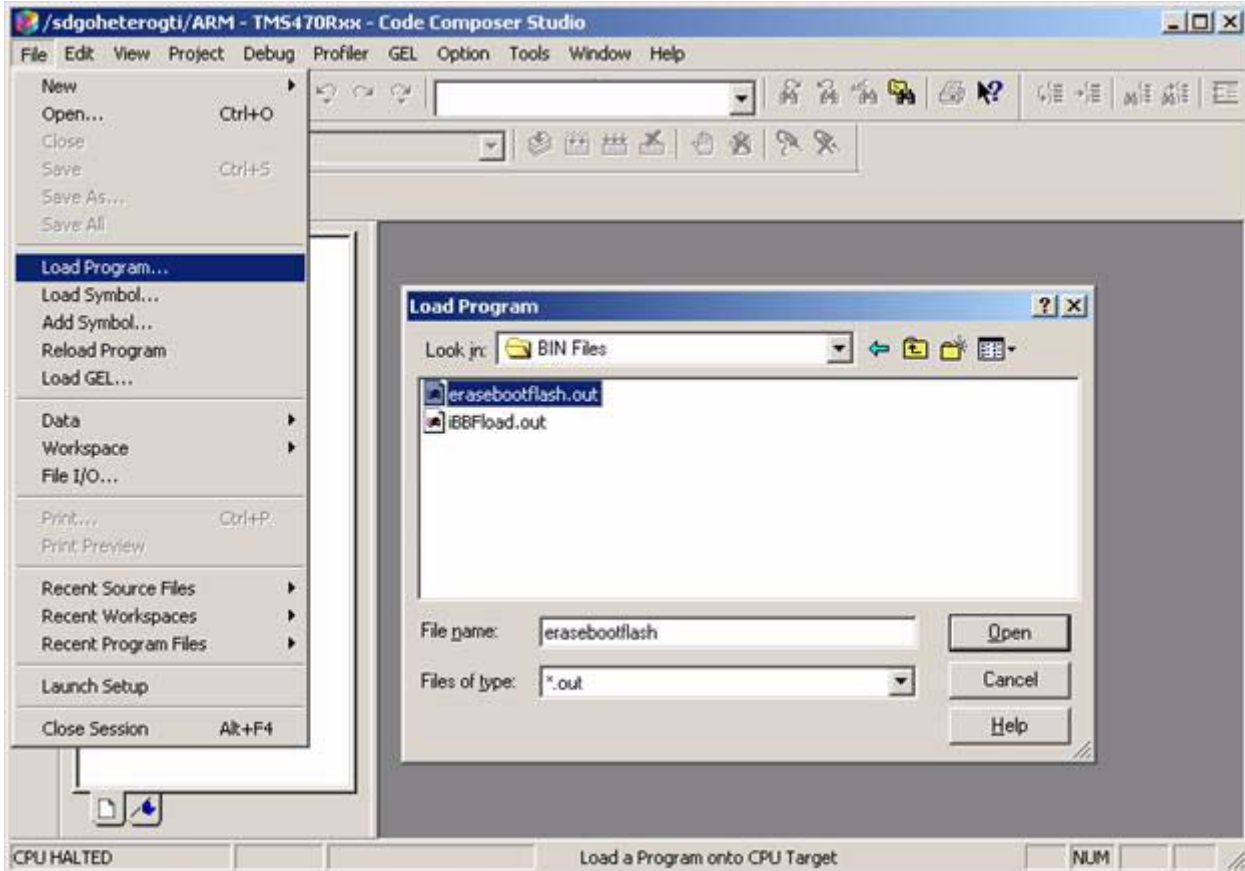 /sdgoheterogti/ARM - TMS470Rxx - Code Composer Studio
File Edit View Project Debug Profiler GEL Option Tools Window Help
New
Open... Ctrl+O
Close
Save Ctrl+S
Save As...
Save All
Load Program...
Load Symbol...
Add Symbol...
Reload Program
Load GEL...
Data
Workspace
File I/O...
Print... Ctrl+P
Print Preview
Recent Source Files
Recent Workspaces
Recent Program Files
Launch Setup
Close Session Alt+F4
Load Program
Look in: BIN Files
erasebootflash.out
iBBFload.out
File name: erasebootflash
Open
Files of type: *.out
Cancel
Help
CPU HALTED Load a Program onto CPU Target NUM